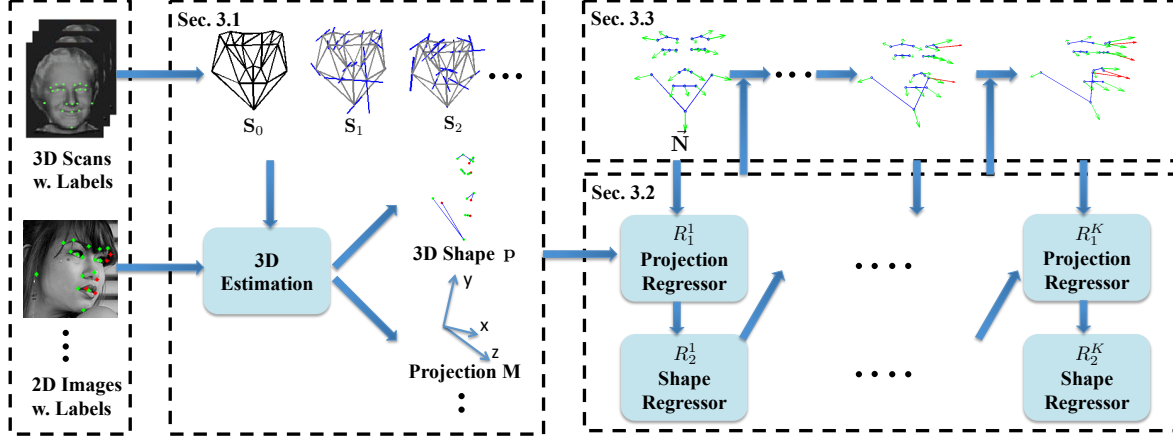 3D Scans
w. Labels
2D Images
w. Labels
Sec. 3.1
S₀
S₁
S₂
3D
Estimation
3D Shape p
y
x
z
Projection M
Sec. 3.3
N⃗
Sec. 3.2
R₁¹
Projection
Regressor
R₂¹
Shape
Regressor
R₁ᴷ
Projection
Regressor
R₂ᴷ
Shape
Regressor